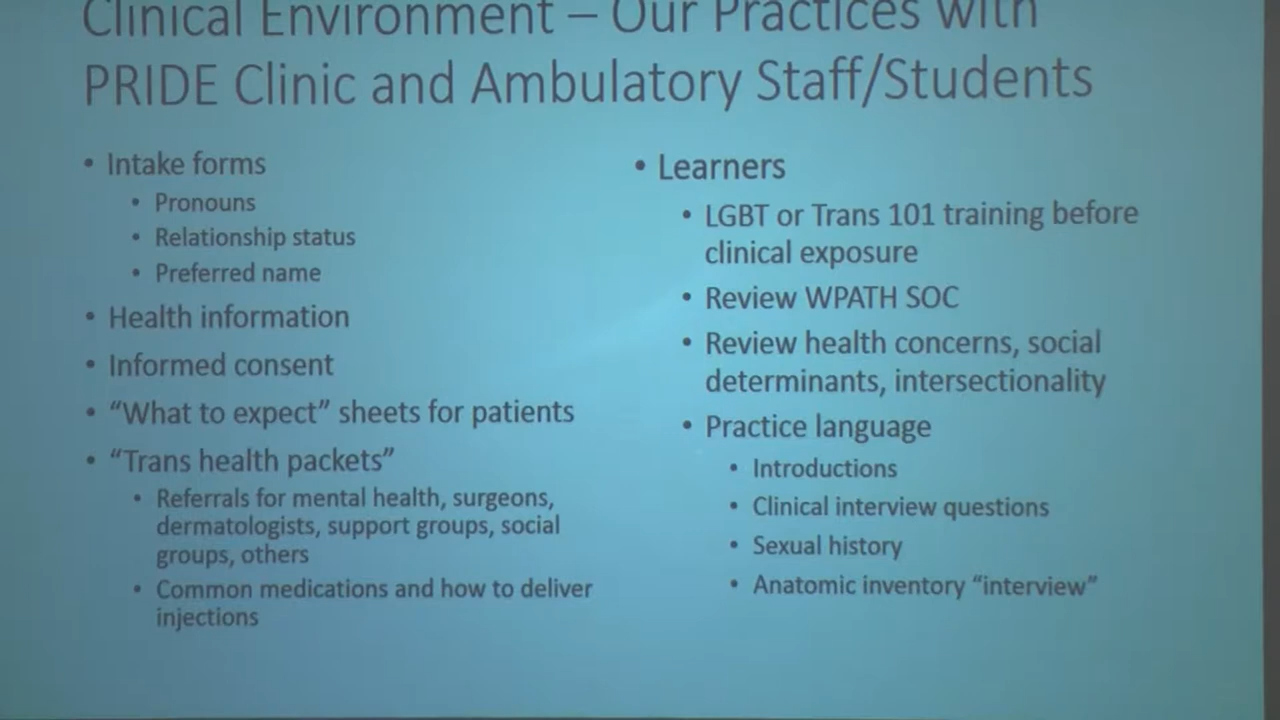 Clinical Environment – Our Practices with
PRIDE Clinic and Ambulatory Staff/Students
• Intake forms
• Pronouns
• Relationship status
• Preferred name
• Health information
• Informed consent
• “What to expect” sheets for patients
• “Trans health packets”
• Referrals for mental health, surgeons,
dermatologists, support groups, social
groups, others
• Common medications and how to deliver
injections
• Learners
• LGBT or Trans 101 training before
clinical exposure
• Review WPATH SOC
• Review health concerns, social
determinants, intersectionality
• Practice language
• Introductions
• Clinical interview questions
• Sexual history
• Anatomic inventory “interview”